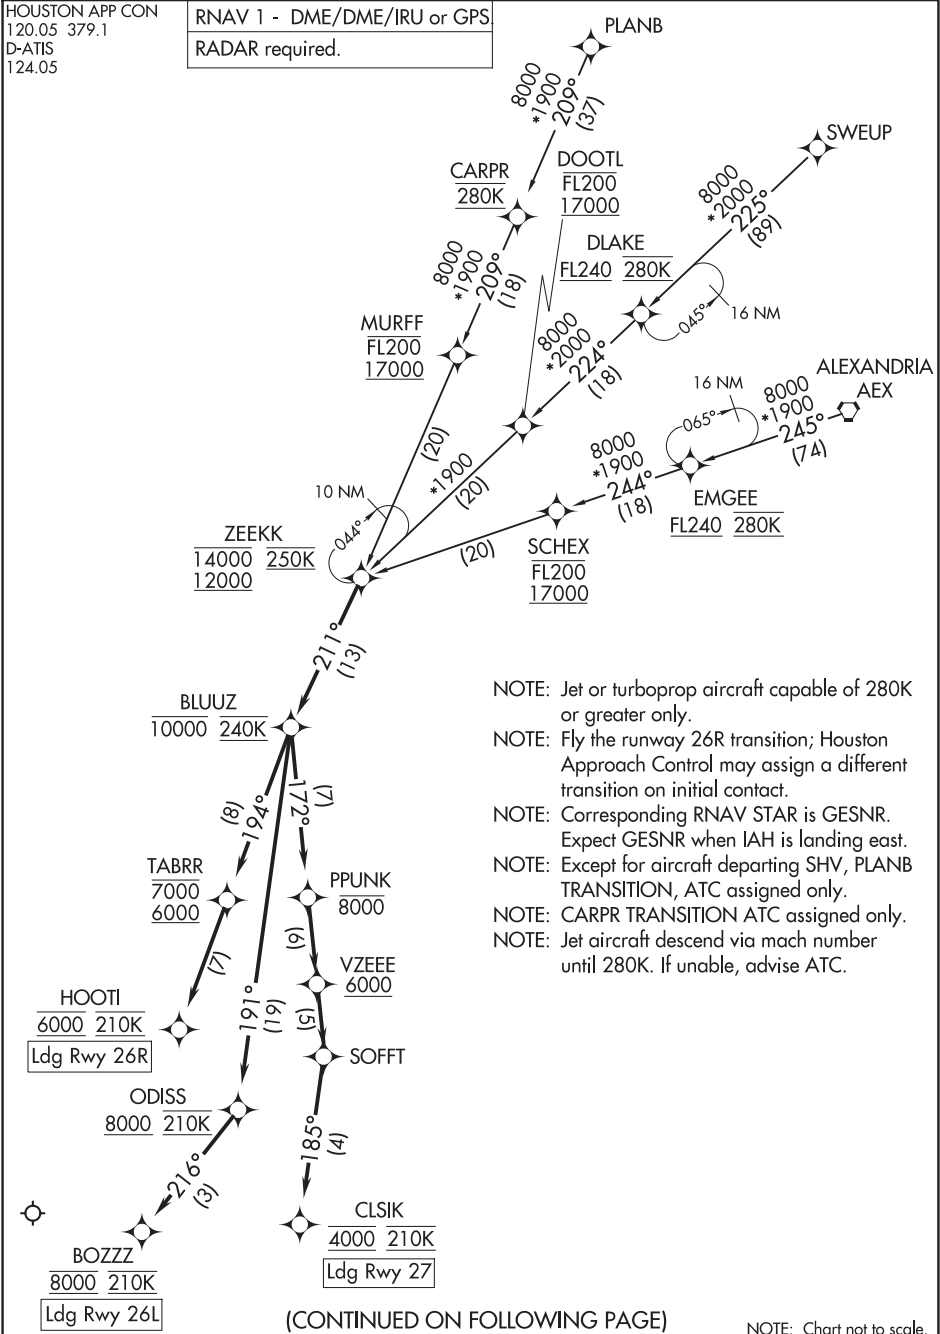 HOUSTON APP CON
120.05 379.1
D-ATIS
124.05
RNAV 1 - DME/DME/IRU or GPS.
RADAR required.
PLANB
8000
*1900
209°
(37)
SWEUP
8000
*2000
225°
(89)
CARPR
280K
DOOTL
FL200
17000
DLAKE
FL240 280K
045°
16 NM
8000
*1900
209°
(18)
MURFF
FL200
17000
8000
*2000
224°
(18)
ALEXANDRIA
AEX
16 NM
065°
8000
*1900
245°
(74)
EMGEE
FL240 280K
8000
*1900
244°
(18)
(20)
*1900
(20)
10 NM
044°
ZEEKK
14000 250K
12000
(20)
SCHEX
FL200
17000
211°
(13)
BLUUZ
10000 240K
NOTE: Jet or turboprop aircraft capable of 280K
or greater only.
NOTE: Fly the runway 26R transition; Houston
Approach Control may assign a different
transition on initial contact.
NOTE: Corresponding RNAV STAR is GESNR.
Expect GESNR when IAH is landing east.
NOTE: Except for aircraft departing SHV, PLANB
TRANSITION, ATC assigned only.
NOTE: CARPR TRANSITION ATC assigned only.
NOTE: Jet aircraft descend via mach number
until 280K. If unable, advise ATC.
(8)
194°
172°
(7)
TABRR
7000
6000
PPUNK
8000
(7)
(6)
VZEEE
6000
HOOTI
6000 210K
Ldg Rwy 26R
191°
(19)
(5)
SOFFT
ODISS
8000 210K
216°
(3)
185°
(4)
BOZZZ
8000 210K
Ldg Rwy 26L
CLSIK
4000 210K
Ldg Rwy 27
(CONTINUED ON FOLLOWING PAGE)
NOTE: Chart not to scale.